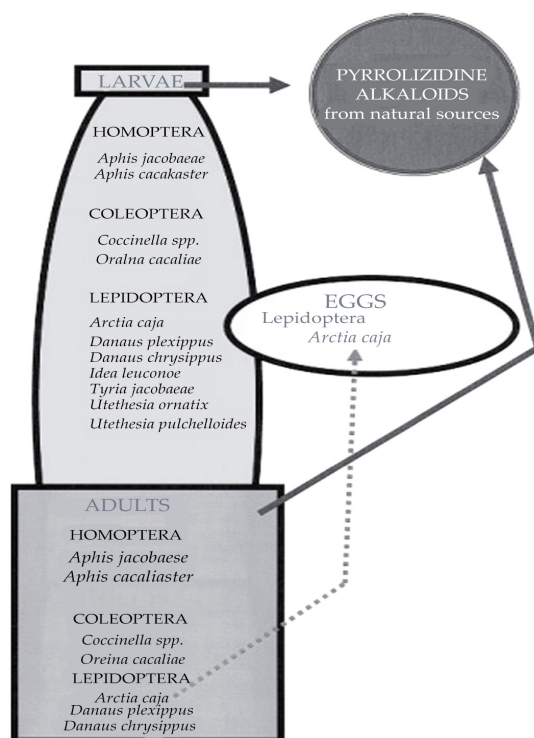 LARVAE
HOMOPTERA
Aphis jacobaeae
Aphis cacakaster
COLEOPTERA
Coccinella spp.
Oralna cacaliae
LEPIDOPTERA
Arctia caja
Danaus plexippus
Danaus chrysippus
Idea leuconoe
Tyria jacobaeae
Utethesia ornatix
Utethesia pulchelloides
PYRROLIZIDINE
ALKALOIDS
from natural sources
EGGS
Lepidoptera
Arctia caja
ADULTS
HOMOPTERA
Aphis jacobaese
Aphis cacaliaster
COLEOPTERA
Coccinella spp.
Oreina cacaliae
LEPIDOPTERA
Arctia caja
Danaus plexippus
Danaus chrysippus